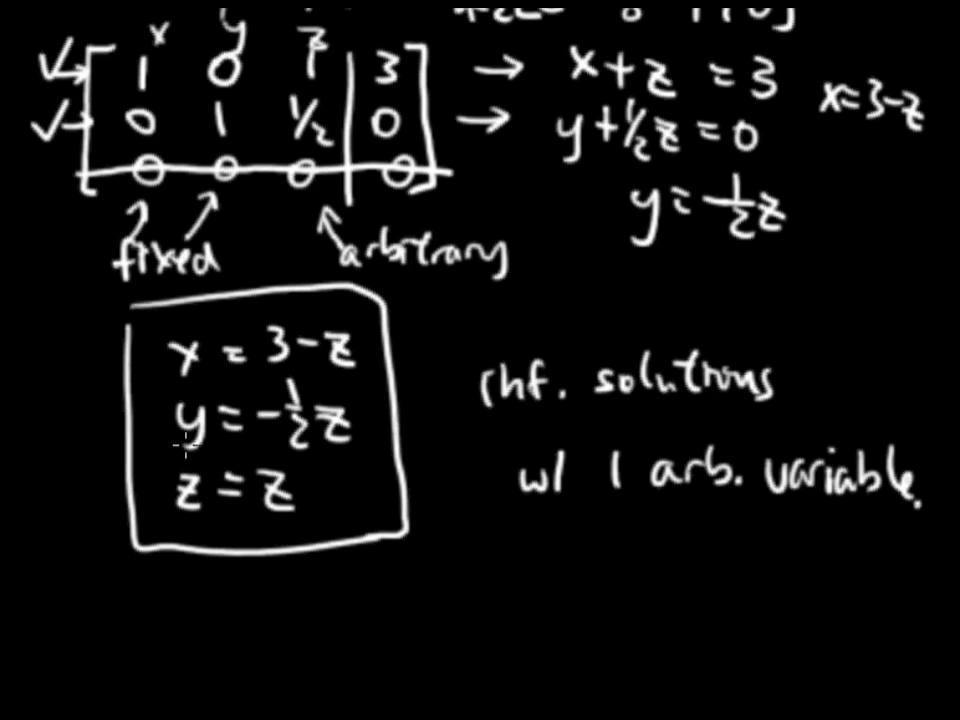 x y z
1 0 1 3 → x+z = 3 x=3-z
0 1 1/2 0 → y+1/2z = 0
0 0 0 0 y = -1/2z
fixed arbitrary
x = 3-z
y = -1/2z
z = z
inf. solutions
w/ 1 arb. variable.